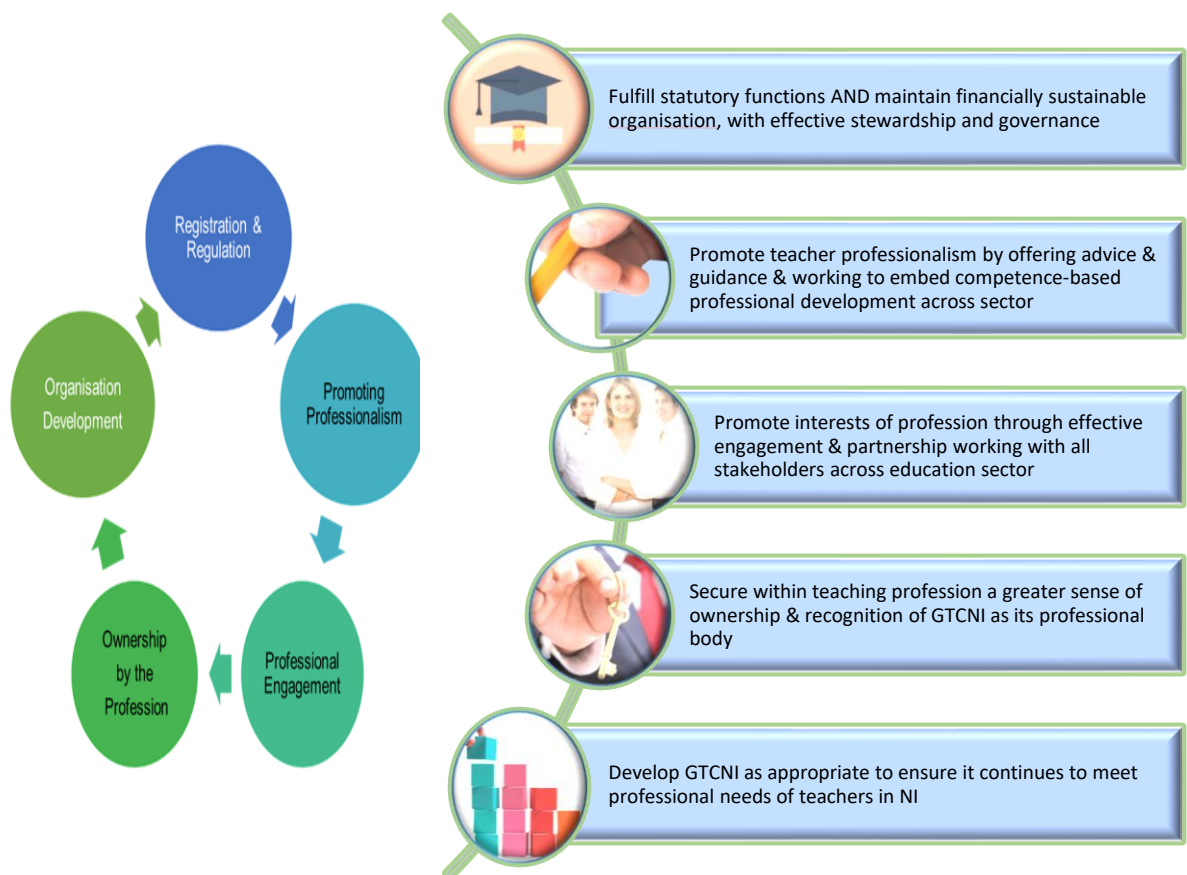 Registration &
Regulation
Promoting
Professionalism
Professional
Engagement
Ownership
by the
Profession
Organisation
Development
Fulfill statutory functions AND maintain financially sustainable
organisation, with effective stewardship and governance
Promote teacher professionalism by offering advice &
guidance & working to embed competence-based
professional development across sector
Promote interests of profession through effective
engagement & partnership working with all
stakeholders across education sector
Secure within teaching profession a greater sense of
ownership & recognition of GTCNI as its professional
body
Develop GTCNI as appropriate to ensure it continues to meet
professional needs of teachers in NI